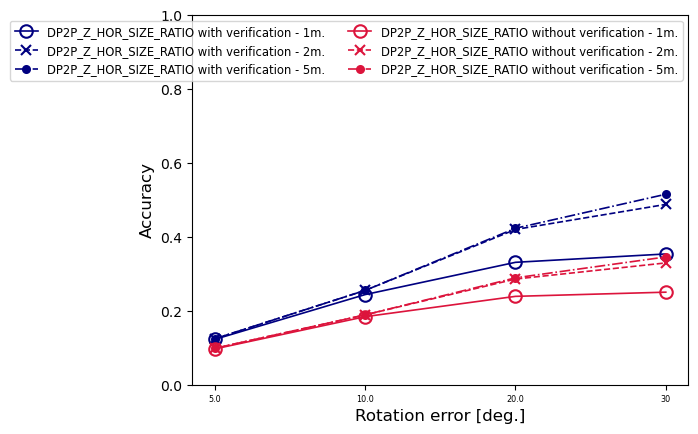 1.0
DP2P_Z_HOR_SIZE_RATIO with verification - 1m.
DP2P_Z_HOR_SIZE_RATIO with verification - 2m.
DP2P_Z_HOR_SIZE_RATIO with verification - 5m.
DP2P_Z_HOR_SIZE_RATIO without verification - 1m.
DP2P_Z_HOR_SIZE_RATIO without verification - 2m.
DP2P_Z_HOR_SIZE_RATIO without verification - 5m.
0.8
0.6
0.4
0.2
0.0
Accuracy
5.0 10.0 20.0 30
Rotation error [deg.]